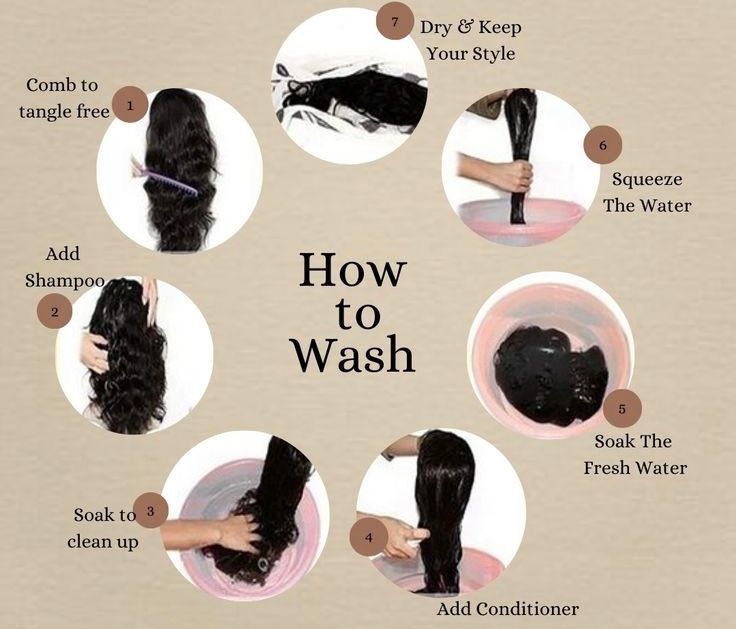 How
to
Wash
1
Comb to
tangle free
2
Add
Shampoo
3
Soak to
clean up
4
Add Conditioner
5
Soak The
Fresh Water
6
Squeeze
The Water
7
Dry & Keep
Your Style